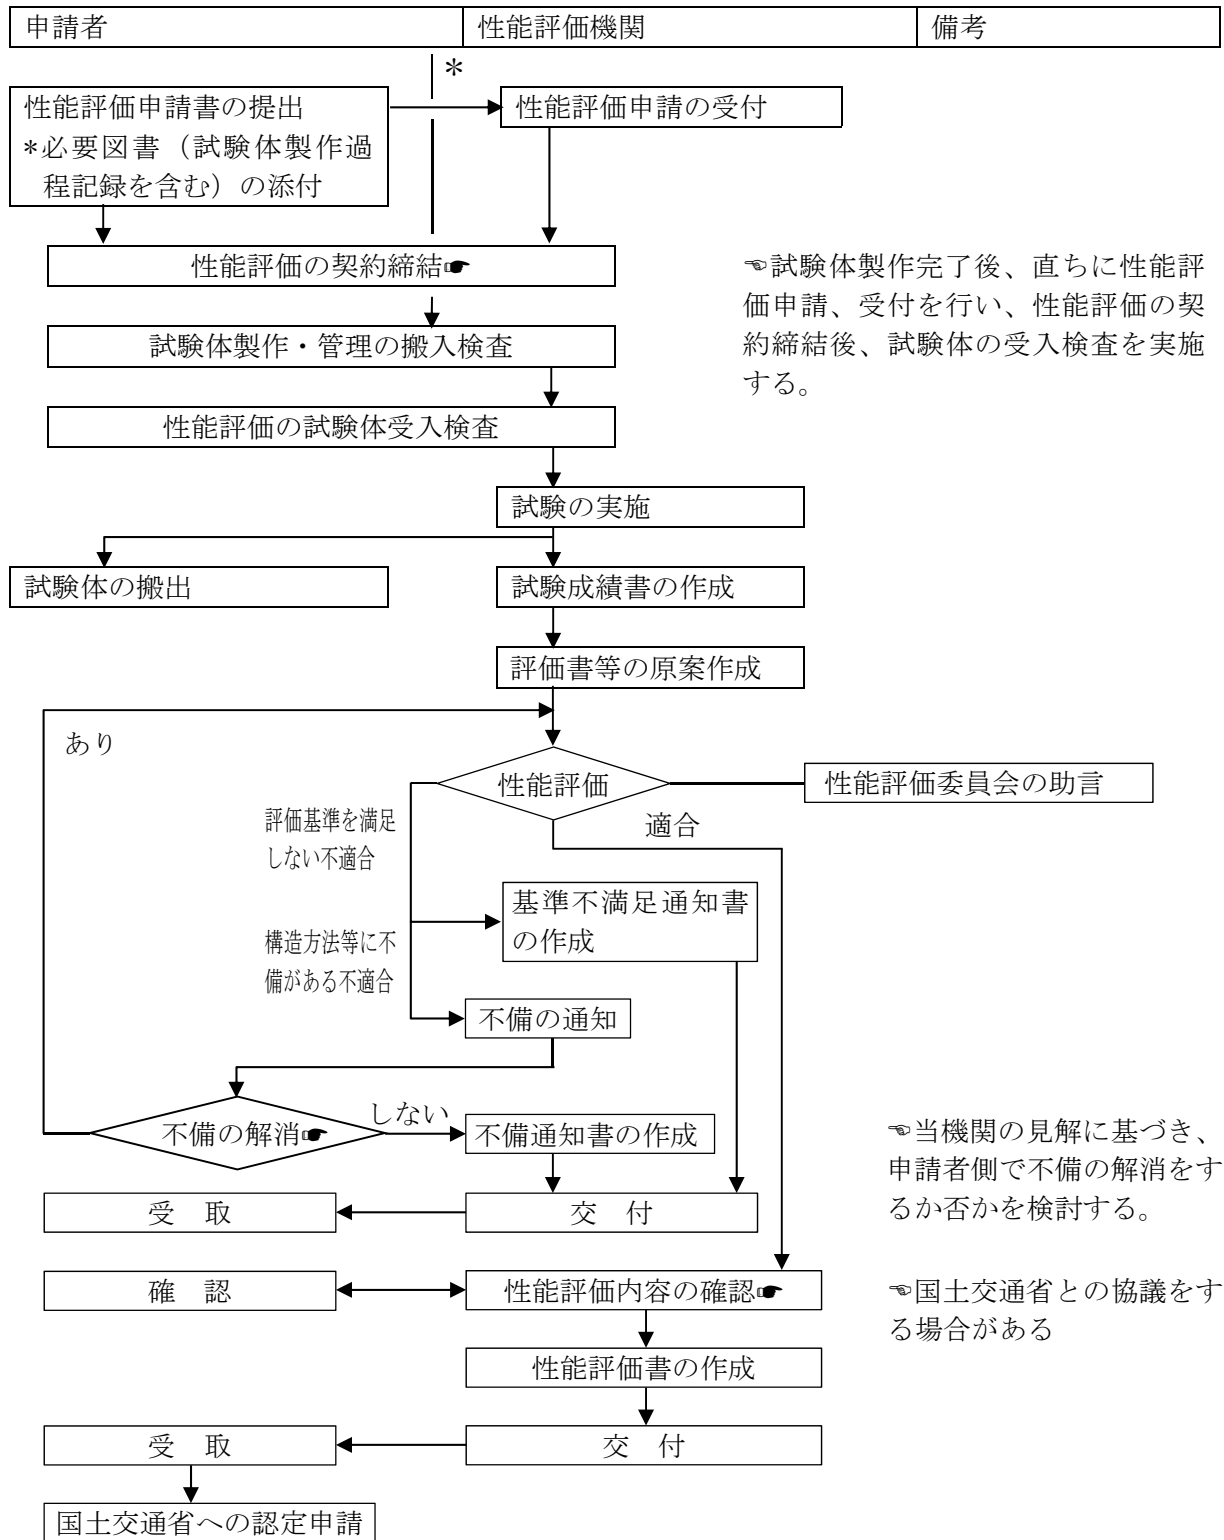 申請者
性能評価機関
備考
*
性能評価申請書の提出
*必要図書（試験体製作過
程記録を含む）の添付
性能評価申請の受付
性能評価の契約締結☛
☜試験体製作完了後、直ちに性能評
価申請、受付を行い、性能評価の契
約締結後、試験体の受入検査を実施
する。
試験体製作・管理の搬入検査
性能評価の試験体受入検査
試験の実施
試験体の搬出
試験成績書の作成
評価書等の原案作成
あり
性能評価
性能評価委員会の助言
評価基準を満足
しない不適合
適合
基準不満足通知書
の作成
構造方法等に不
備がある不適合
不備の通知
不備の解消☛
しない
不備通知書の作成
☜当機関の見解に基づき、
申請者側で不備の解消をす
るか否かを検討する。
受　取
交　付
確　認
性能評価内容の確認☛
☜国土交通省との協議をす
る場合がある
性能評価書の作成
受　取
交　付
国土交通省への認定申請